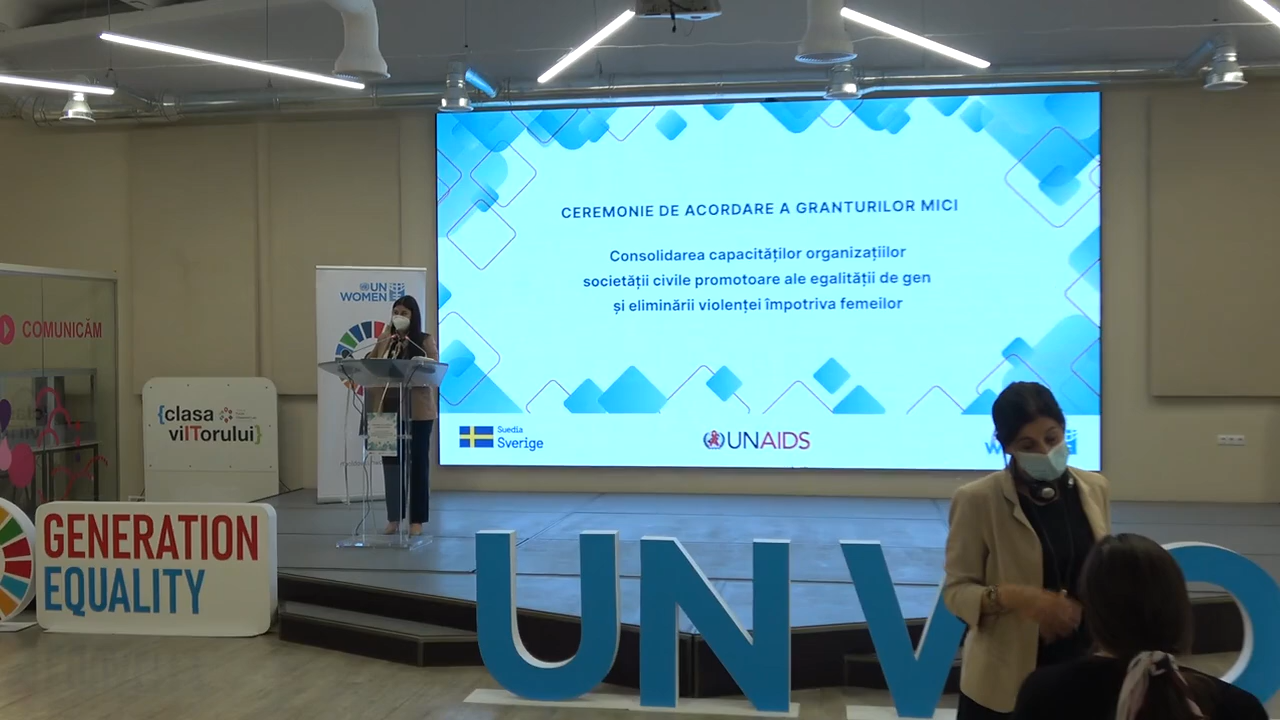 CEREMONIE DE ACORDARE A GRANTURILOR MICI
Consolidarea capacităților organizațiilor
societății civile promotoare ale egalității de gen
și eliminării violenței împotriva femeilor
Suedia
Sverige
UNAIDS
UN
WOMEN
COMUNICĂM
{clasa
viITorului}
GENERATION
EQUALITY
UN